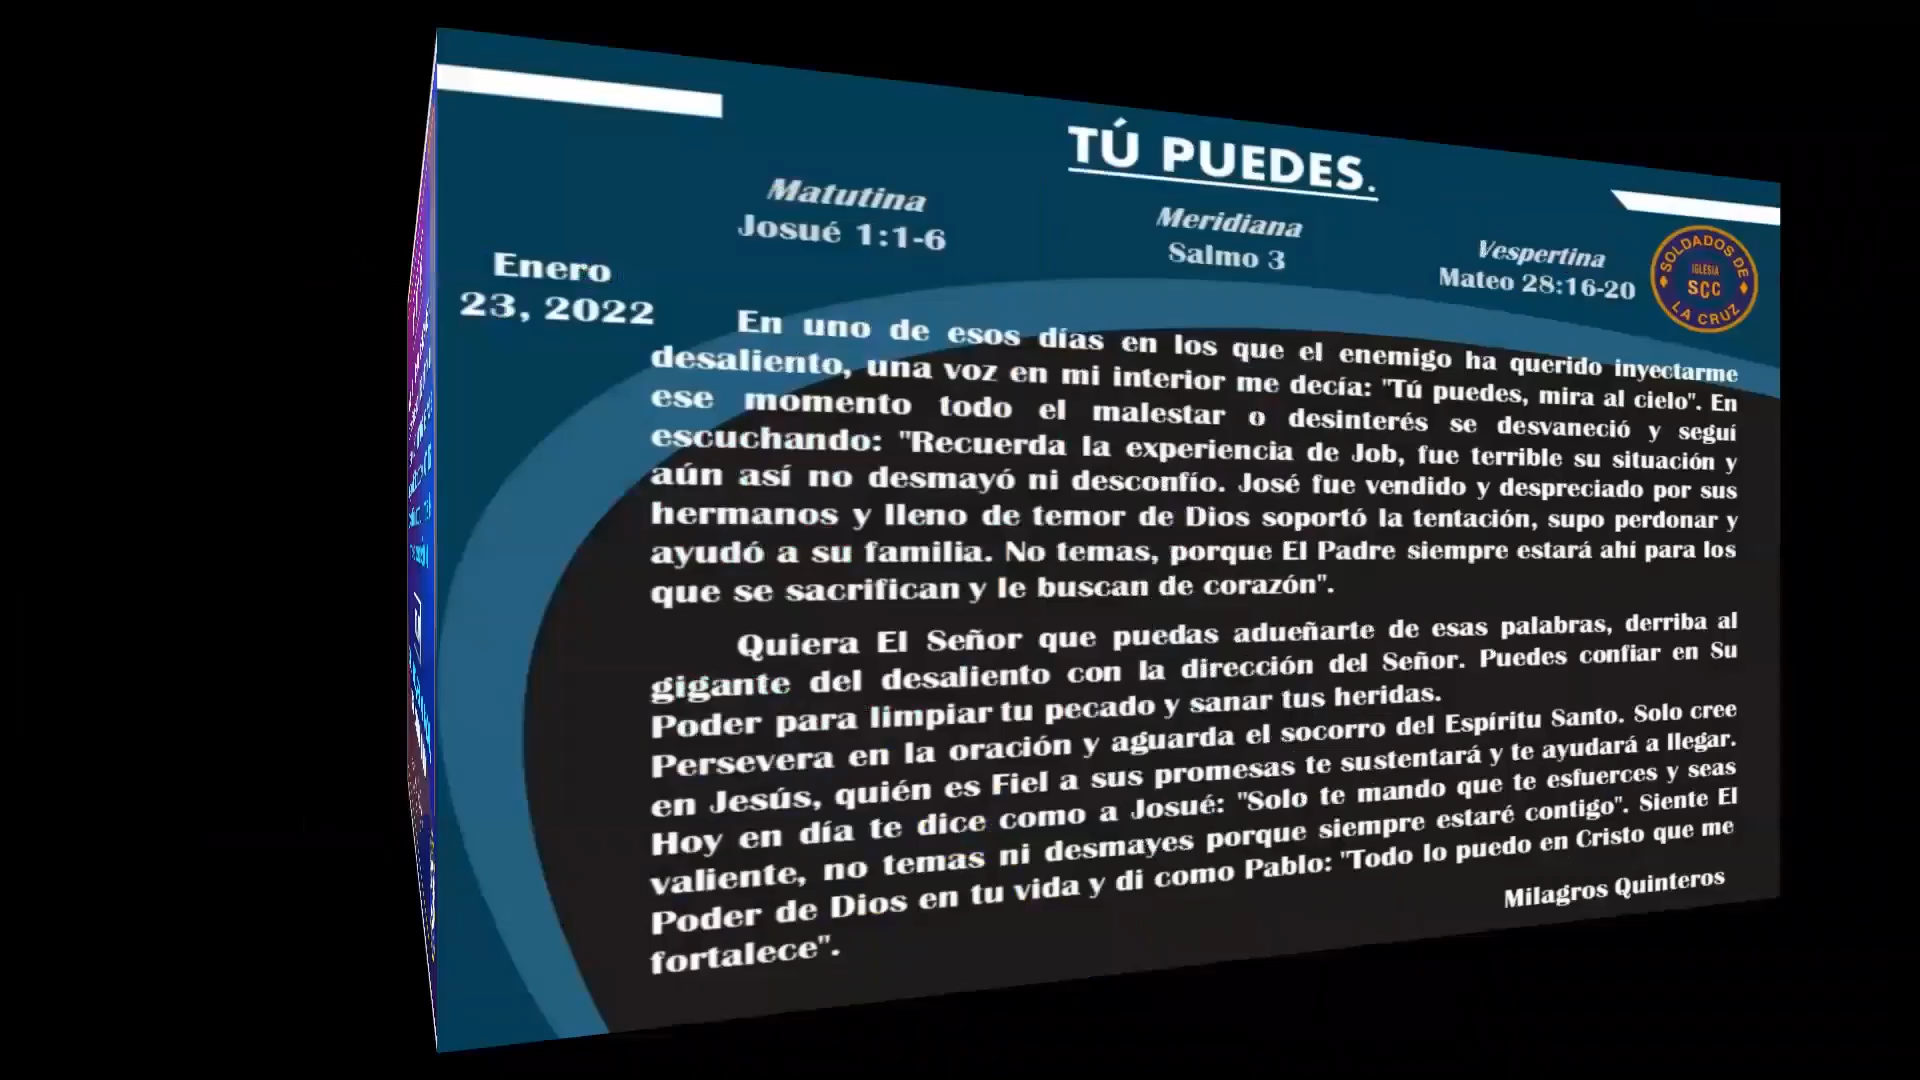 TÚ PUEDES.
Matutina
Josué 1:1-6
Meridiana
Salmo 3
Vespertina
Mateo 28:16-20
SOLDADOS DE
IGLESIA
SCC
LA CRUZ
Enero
23, 2022
En uno de esos días en los que el enemigo ha querido inyectarme
desaliento, una voz en mi interior me decía: "Tú puedes, mira al cielo". En
ese momento todo el malestar o desinterés se desvaneció y seguí
escuchando: "Recuerda la experiencia de Job, fue terrible su situación y
aún así no desmayó ni desconfío. José fue vendido y despreciado por sus
hermanos y lleno de temor de Dios soportó la tentación, supo perdonar y
ayudó a su familia. No temas, porque El Padre siempre estará ahí para los
que se sacrifican y le buscan de corazón".
Quiera El Señor que puedas adueñarte de esas palabras, derriba al
gigante del desaliento con la dirección del Señor. Puedes confiar en Su
Poder para limpiar tu pecado y sanar tus heridas.
Persevera en la oración y aguarda el socorro del Espíritu Santo. Solo cree
en Jesús, quién es Fiel a sus promesas te sustentará y te ayudará a llegar.
Hoy en día te dice como a Josué: "Solo te mando que te esfuerces y seas
valiente, no temas ni desmayes porque siempre estaré contigo". Siente El
Poder de Dios en tu vida y di como Pablo: "Todo lo puedo en Cristo que me
fortalece".
Milagros Quinteros